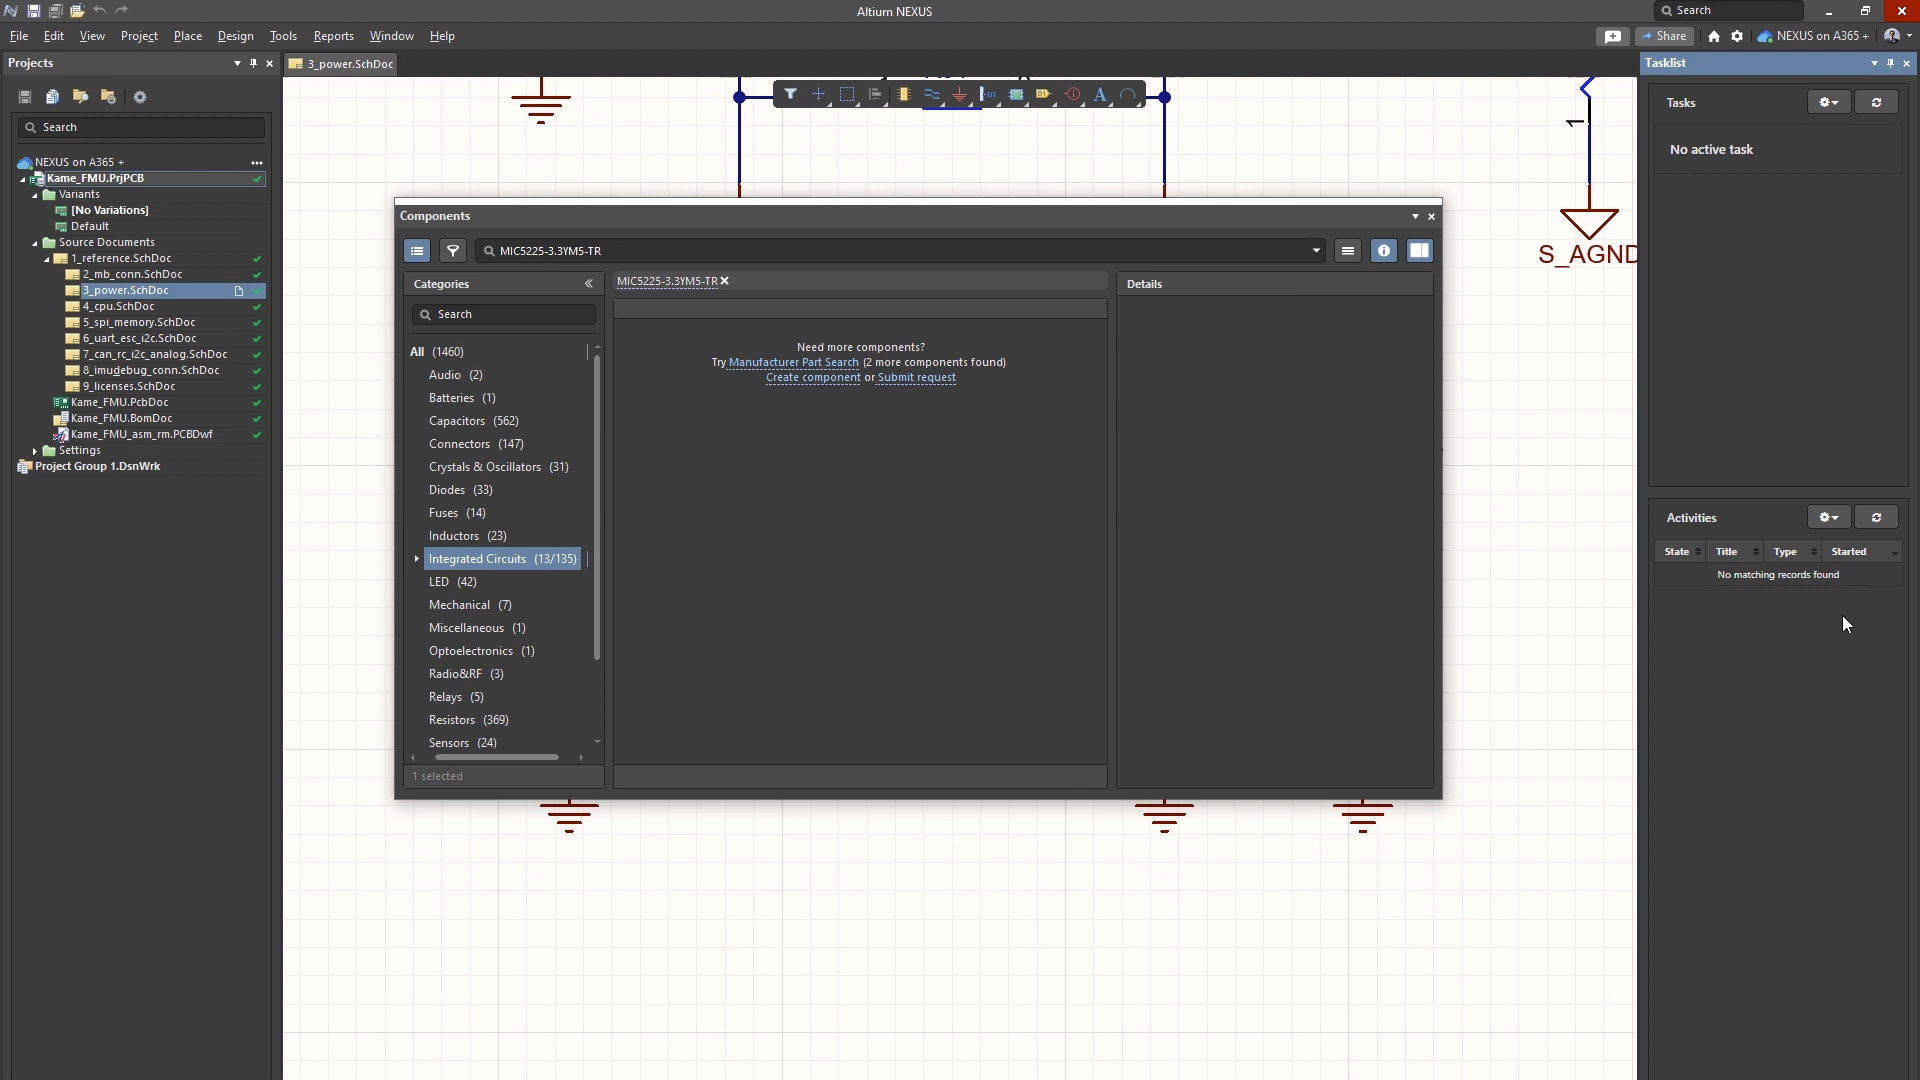 Altium NEXUS
Search
File Edit View Project Place Design Tools Reports Window Help
Share
NEXUS on A365 +
Projects
3_power.SchDoc
Tasklist
Search
NEXUS on A365 +
Kame_FMU.PrjPCB
Variants
[No Variations]
Default
Source Documents
1_reference.SchDoc
2_mb_conn.SchDoc
3_power.SchDoc
4_cpu.SchDoc
5_spi_memory.SchDoc
6_uart_esc_i2c.SchDoc
7_can_rc_i2c_analog.SchDoc
8_imudebug_conn.SchDoc
9_licenses.SchDoc
Kame_FMU.PcbDoc
Kame_FMU.BomDoc
Kame_FMU_asm_rm.PCBDwf
Settings
Project Group 1.DsnWrk
1
S_AGND
Components
MIC5225-3.3YM5-TR
Categories
Search
All (1460)
Audio (2)
Batteries (1)
Capacitors (562)
Connectors (147)
Crystals & Oscillators (31)
Diodes (33)
Fuses (14)
Inductors (23)
Integrated Circuits (13/135)
LED (42)
Mechanical (7)
Miscellaneous (1)
Optoelectronics (1)
Radio&RF (3)
Relays (5)
Resistors (369)
Sensors (24)
1 selected
MIC5225-3.3YM5-TR
Need more components?
Try Manufacturer Part Search (2 more components found)
Create component or Submit request
Details
Tasks
No active task
Activities
State Title Type Started
No matching records found